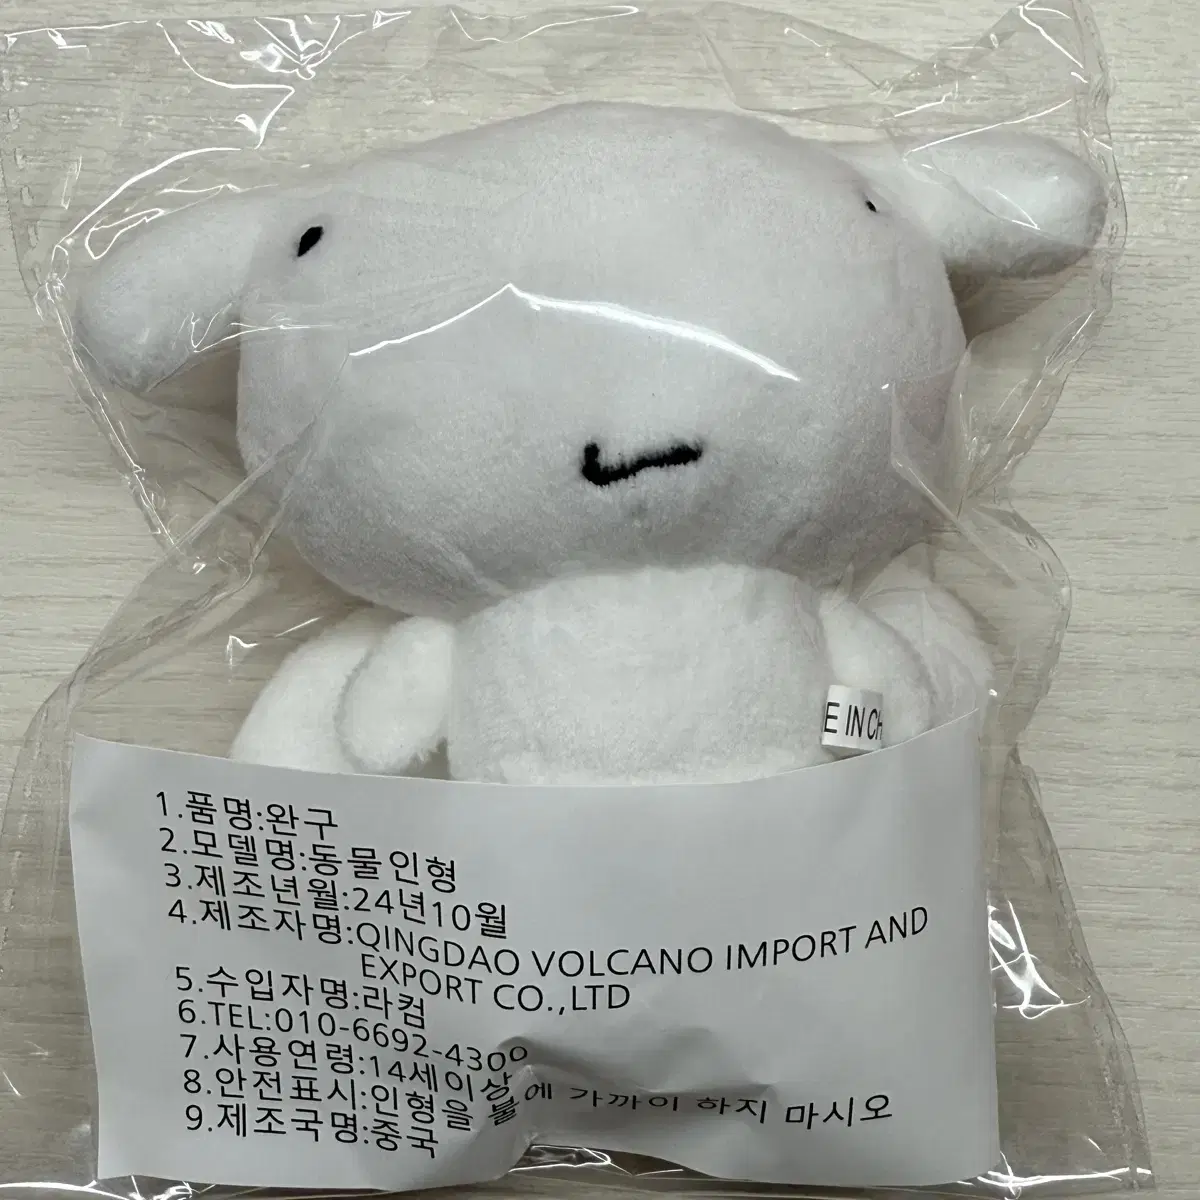 E IN CH
1.품명:완구
2.모델명:동물인형
3.제조년월:24년10월
4.제조자명:QINGDAO VOLCANO IMPORT AND
EXPORT CO.,LTD
5.수입자명:라컴
6.TEL:010-6692-4300
7.사용연령:14세이상
8.안전표시:인형을 불에 가까이 하지 마시오
9.제조국명:중국